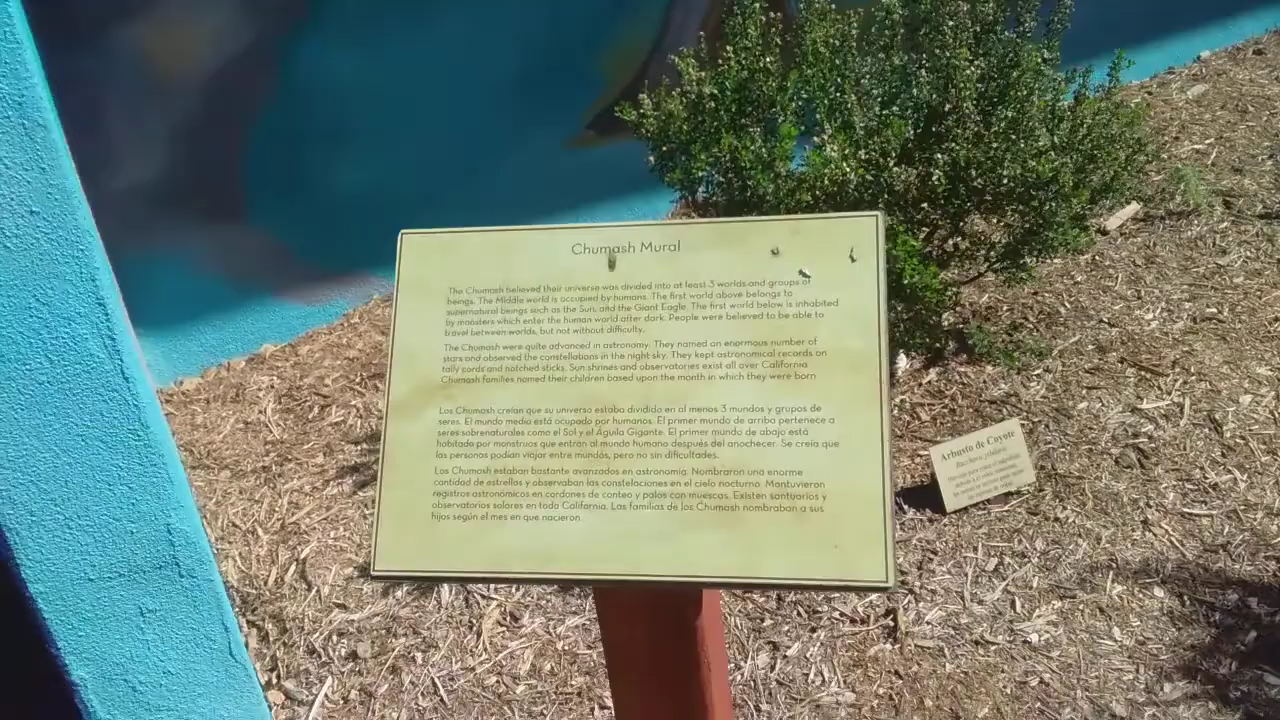 Chumash Mural
The Chumash believed their universe was divided into at least 3 worlds and groups of
beings. The Middle world is occupied by humans. The first world above belongs to
supernatural beings such as the Sun, and the Giant Eagle. The first world below is inhabited
by monsters which enter the human world after dark. People were believed to be able to
travel between worlds, but not without difficulty.
The Chumash were quite advanced in astronomy. They named an enormous number of
stars and observed the constellations in the night sky. They kept astronomical records on
tally cords and notched sticks. Sun shrines and observatories exist all over California.
Chumash families named their children based upon the month in which they were born
Los Chumash creían que su universo estaba dividido en al menos 3 mundos y grupos de
seres. El mundo medio está ocupado por humanos. El primer mundo de arriba pertenece a
seres sobrenaturales como el Sol y el Águila Gigante. El primer mundo de abajo está
habitado por monstruos que entran al mundo humano después del anochecer. Se creía que
las personas podían viajar entre mundos, pero no sin dificultades.
Los Chumash estaban bastante avanzados en astronomía. Nombraron una enorme
cantidad de estrellas y observaban las constelaciones en el cielo nocturno. Mantuvieron
registros astronómicos en cordones de conteo y palos con muescas. Existen santuarios y
observatorios solares en toda California. Las familias de los Chumash nombraban a sus
hijos según el mes en que nacieron.
Arbusto de Coyote